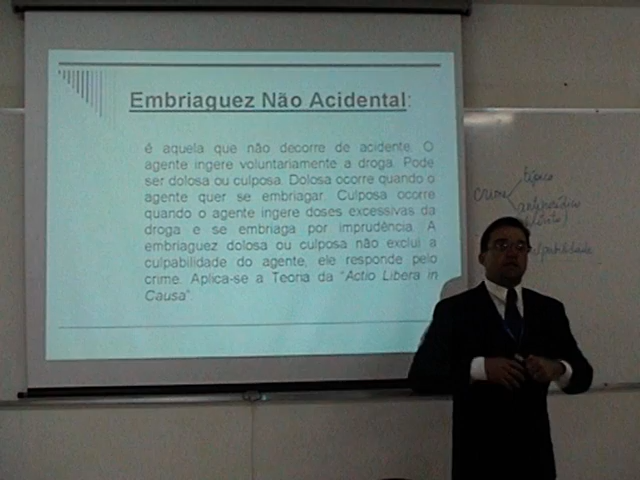 Embriaguez Não Acidental:
é aquela que não decorre de acidente. O
agente ingere voluntariamente a droga. Pode
ser dolosa ou culposa. Dolosa ocorre quando o
agente quer se embriagar. Culposa ocorre
quando o agente ingere doses excessivas da
droga e se embriaga por imprudência. A
embriaguez dolosa ou culposa não exclui a
culpabilidade do agente, ele responde pelo
crime. Aplica-se a Teoria da "Actio Libera in
Causa"
típico
crime
antijurídico
culpabilidade